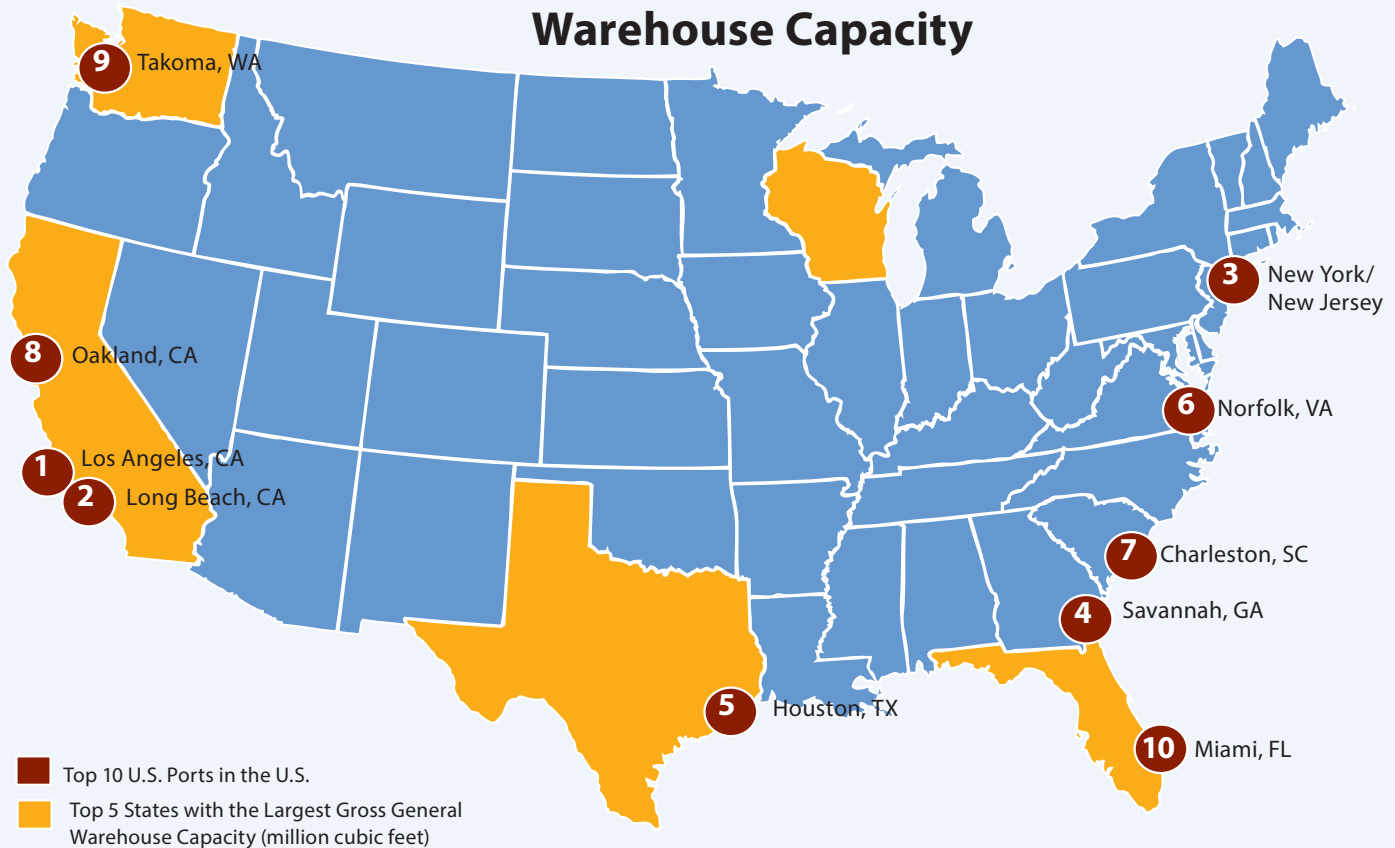 Warehouse Capacity
9 Takoma, WA
3 New York/
New Jersey
8 Oakland, CA
6 Norfolk, VA
1 Los Angeles, CA
2 Long Beach, CA
7 Charleston, SC
4 Savannah, GA
5 Houston, TX
10 Miami, FL
Top 10 U.S. Ports in the U.S.
Top 5 States with the Largest Gross General
Warehouse Capacity (million cubic feet)